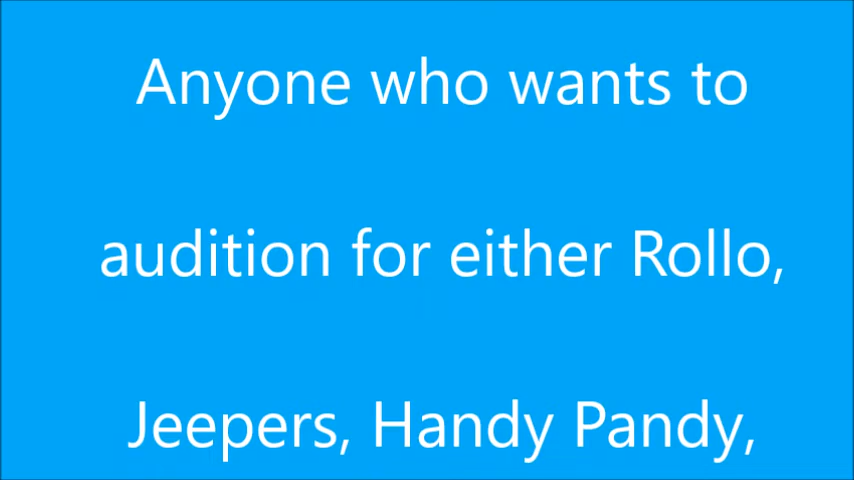 Anyone who wants to
audition for either Rollo,
Jeepers, Handy Pandy,